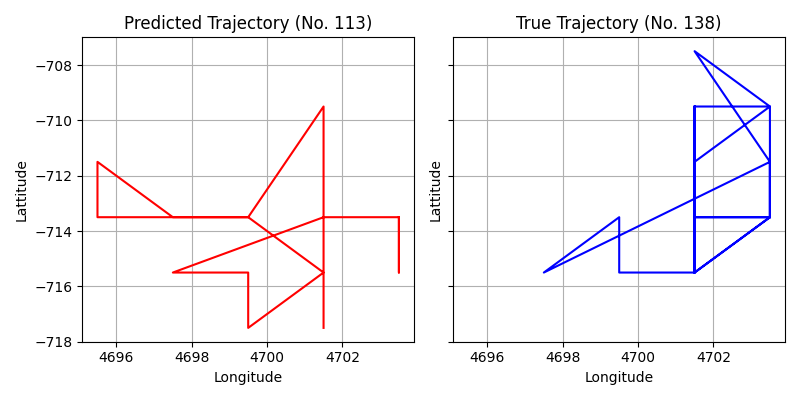 Predicted Trajectory (No. 113)
True Trajectory (No. 138)
Lattitude
−708
−710
−712
−714
−716
−718
4696
4698
4700
4702
Longitude
Lattitude
4696
4698
4700
4702
Longitude